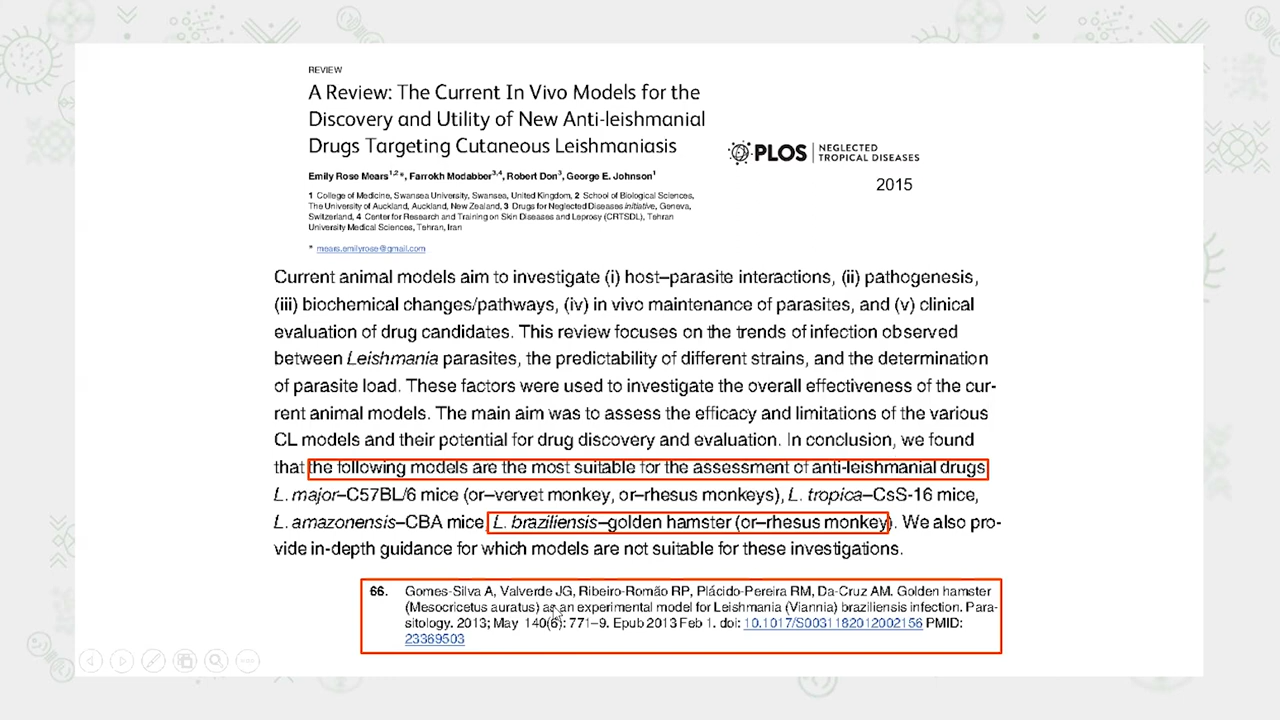 REVIEW
A Review: The Current In Vivo Models for the
Discovery and Utility of New Anti-leishmanial
Drugs Targeting Cutaneous Leishmaniasis
PLOS | NEGLECTED
TROPICAL DISEASES
2015
Emily Rose Mears1,2*, Farrokh Modabber3,4, Robert Don3, George E. Johnson1
1 College of Medicine, Swansea University, Swansea, United Kingdom, 2 School of Biological Sciences,
The University of Auckland, Auckland, New Zealand, 3 Drugs for Neglected Diseases initiative, Geneva,
Switzerland, 4 Center for Research and Training on Skin Diseases and Leprosy (CRTSDL), Tehran
University Medical Sciences, Tehran, Iran
* mears.emilyrose@gmail.com
Current animal models aim to investigate (i) host–parasite interactions, (ii) pathogenesis,
(iii) biochemical changes/pathways, (iv) in vivo maintenance of parasites, and (v) clinical
evaluation of drug candidates. This review focuses on the trends of infection observed
between Leishmania parasites, the predictability of different strains, and the determination
of parasite load. These factors were used to investigate the overall effectiveness of the cur-
rent animal models. The main aim was to assess the efficacy and limitations of the various
CL models and their potential for drug discovery and evaluation. In conclusion, we found
that the following models are the most suitable for the assessment of anti-leishmanial drugs
L. major–C57BL/6 mice (or–vervet monkey, or–rhesus monkeys), L. tropica–CsS-16 mice,
L. amazonensis–CBA mice, L. braziliensis–golden hamster (or–rhesus monkey). We also pro-
vide in-depth guidance for which models are not suitable for these investigations.
66. Gomes-Silva A, Valverde JG, Ribeiro-Romão RP, Plácido-Pereira RM, Da-Cruz AM. Golden hamster
(Mesocricetus auratus) as an experimental model for Leishmania (Viannia) braziliensis infection. Para-
sitology. 2013; May 140(6): 771–9. Epub 2013 Feb 1. doi: 10.1017/S0031182012002156 PMID:
23369503